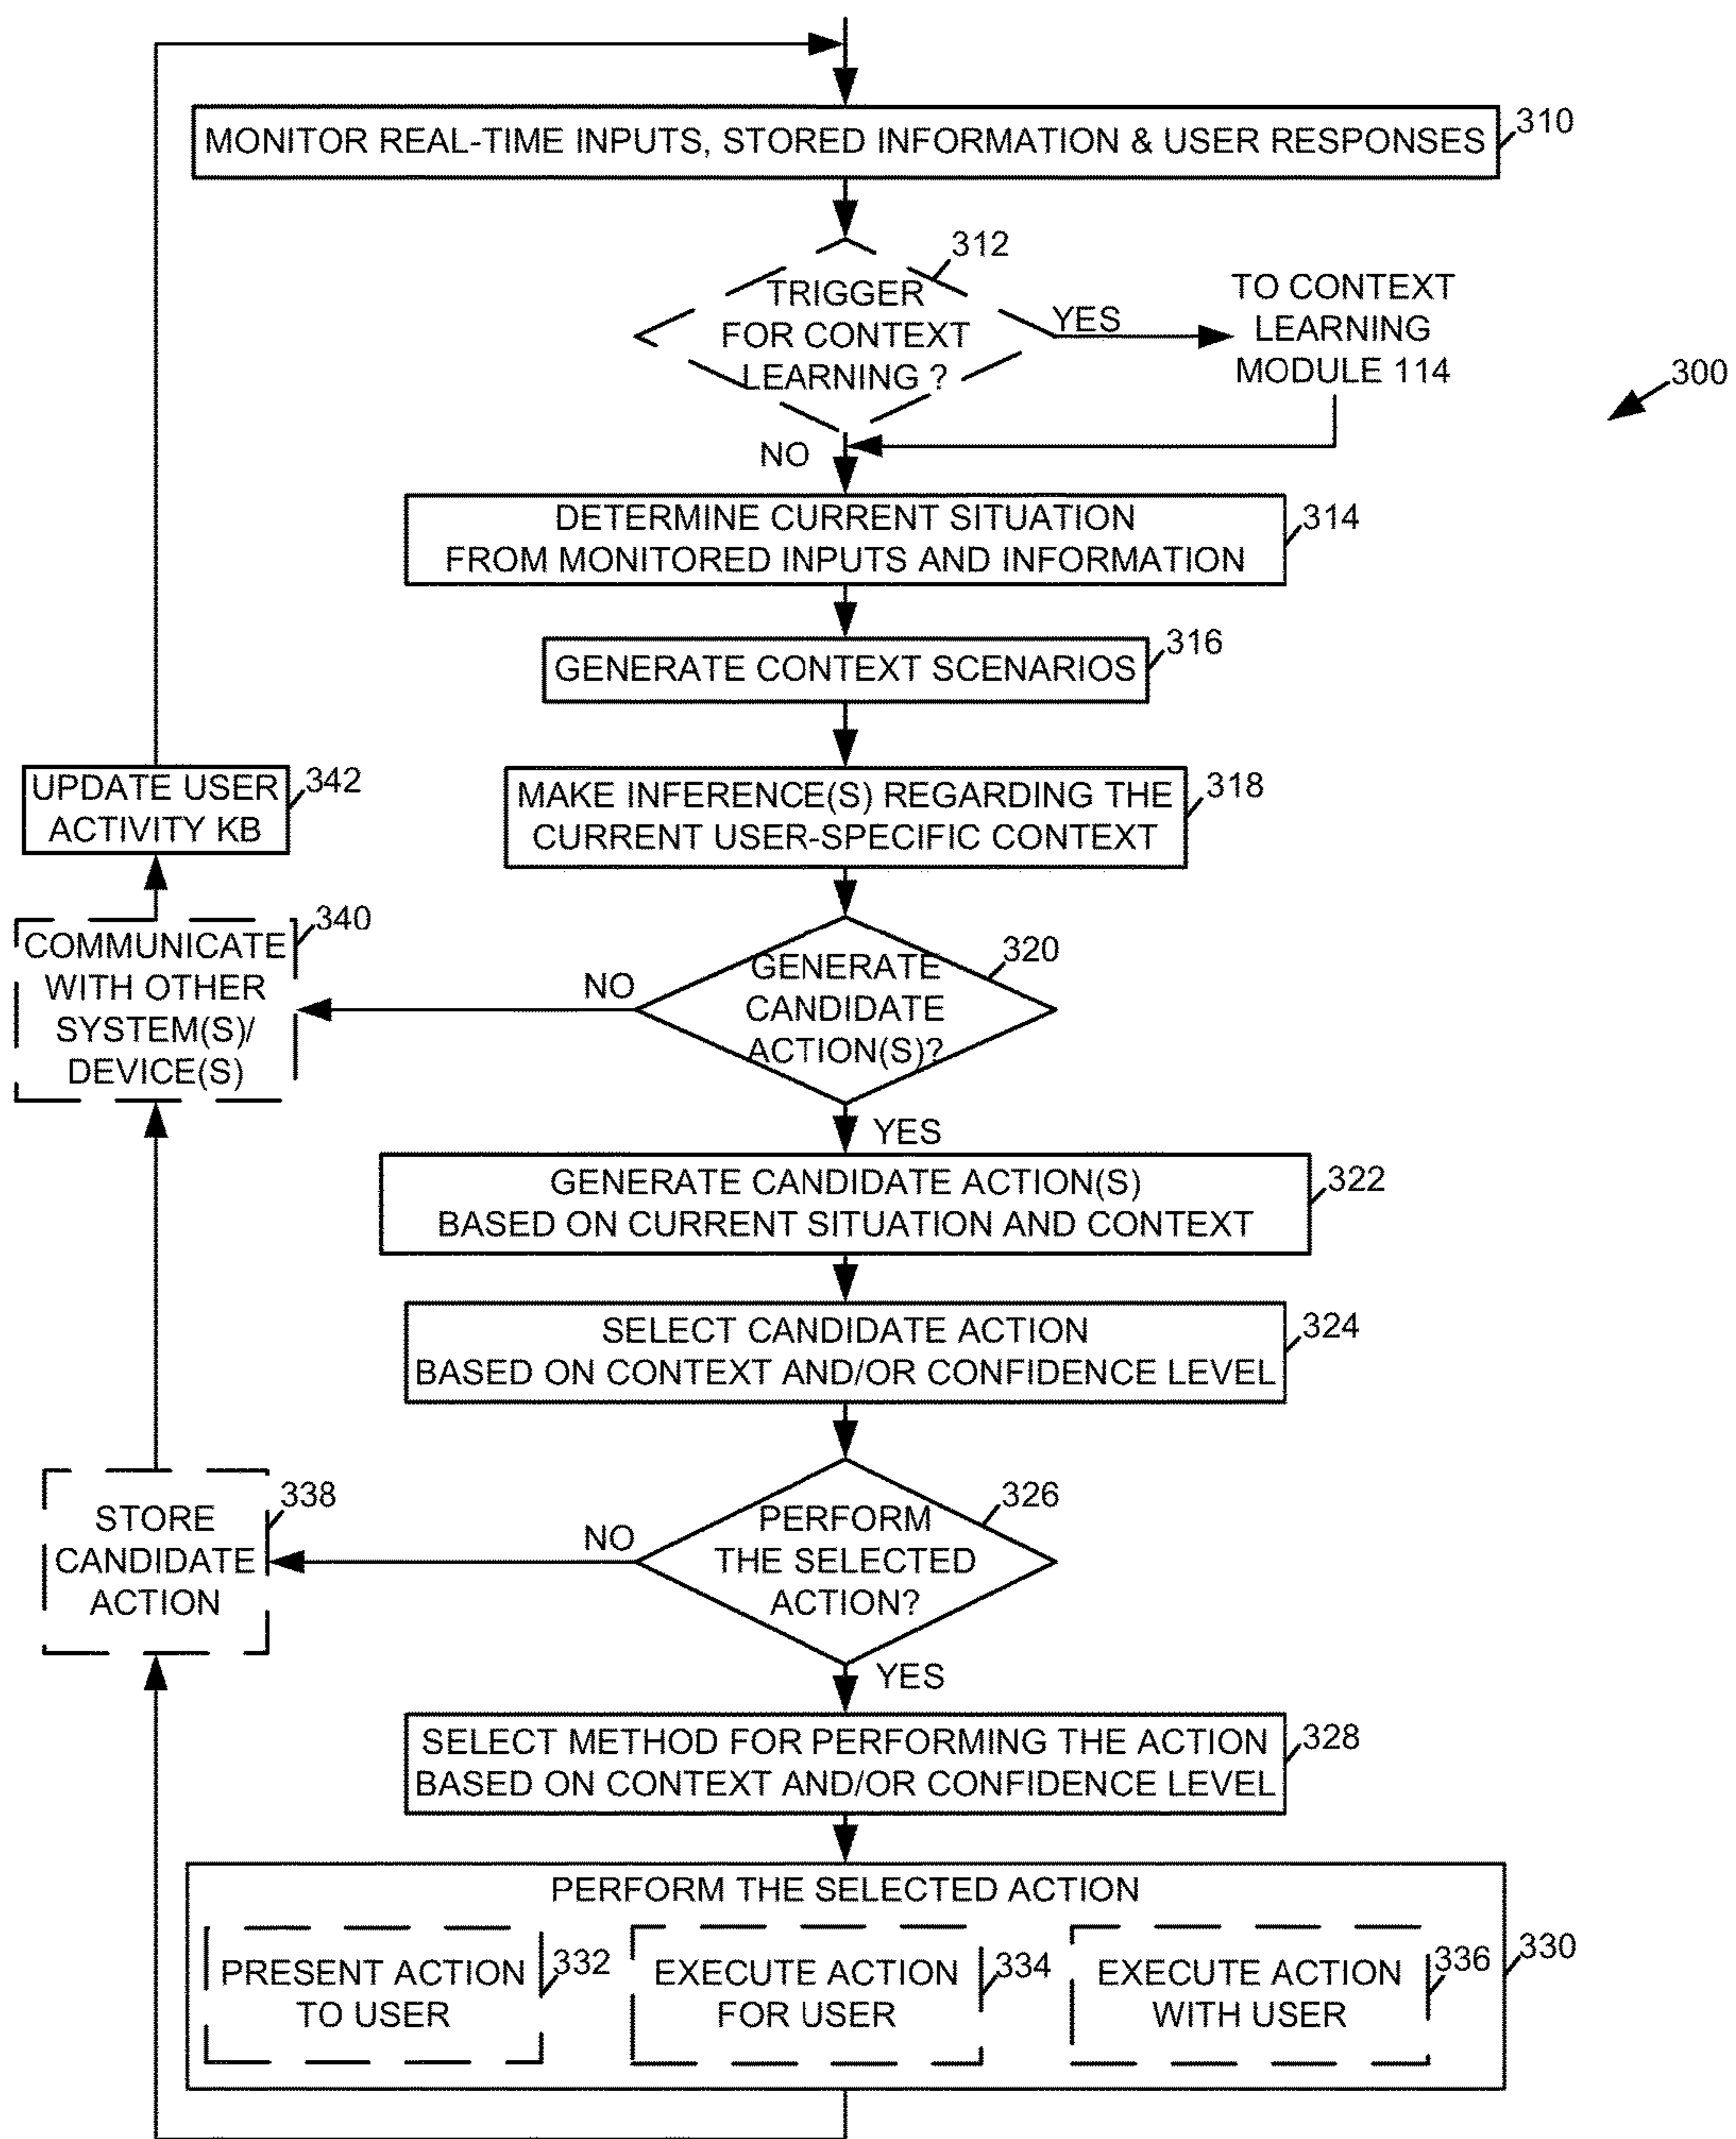 MONITOR REAL-TIME INPUTS, STORED INFORMATION & USER RESPONSES
310
312
TRIGGER
FOR CONTEXT
LEARNING ?
YES
TO CONTEXT
LEARNING
MODULE 114
300
NO
DETERMINE CURRENT SITUATION
FROM MONITORED INPUTS AND INFORMATION
314
GENERATE CONTEXT SCENARIOS
316
MAKE INFERENCE(S) REGARDING THE
CURRENT USER-SPECIFIC CONTEXT
318
UPDATE USER
ACTIVITY KB
342
COMMUNICATE
WITH OTHER
SYSTEM(S)/
DEVICE(S)
340
NO
GENERATE
CANDIDATE
ACTION(S)?
320
YES
GENERATE CANDIDATE ACTION(S)
BASED ON CURRENT SITUATION AND CONTEXT
322
SELECT CANDIDATE ACTION
BASED ON CONTEXT AND/OR CONFIDENCE LEVEL
324
STORE
CANDIDATE
ACTION
338
NO
PERFORM
THE SELECTED
ACTION?
326
YES
SELECT METHOD FOR PERFORMING THE ACTION
BASED ON CONTEXT AND/OR CONFIDENCE LEVEL
328
PERFORM THE SELECTED ACTION
330
PRESENT ACTION
TO USER
332
EXECUTE ACTION
FOR USER
334
EXECUTE ACTION
WITH USER
336